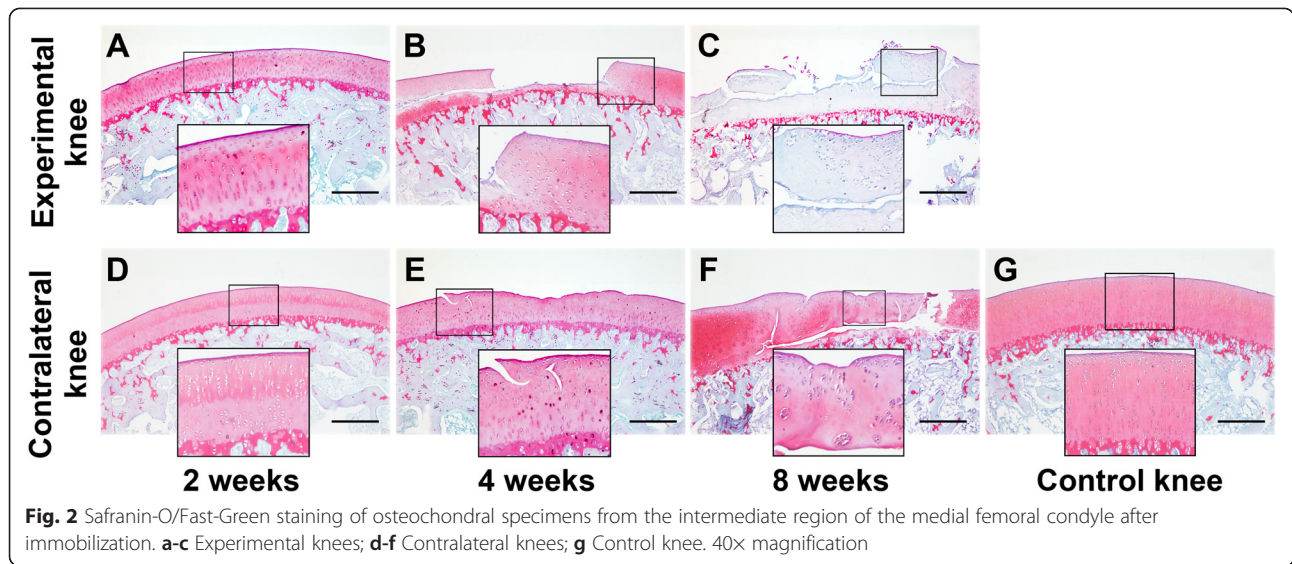 Experimental
knee
A
B
C
Contralateral
knee
D
E
F
G
2 weeks
4 weeks
8 weeks
Control knee
Fig. 2 Safranin-O/Fast-Green staining of osteochondral specimens from the intermediate region of the medial femoral condyle after
immobilization. a-c Experimental knees; d-f Contralateral knees; g Control knee. 40× magnification